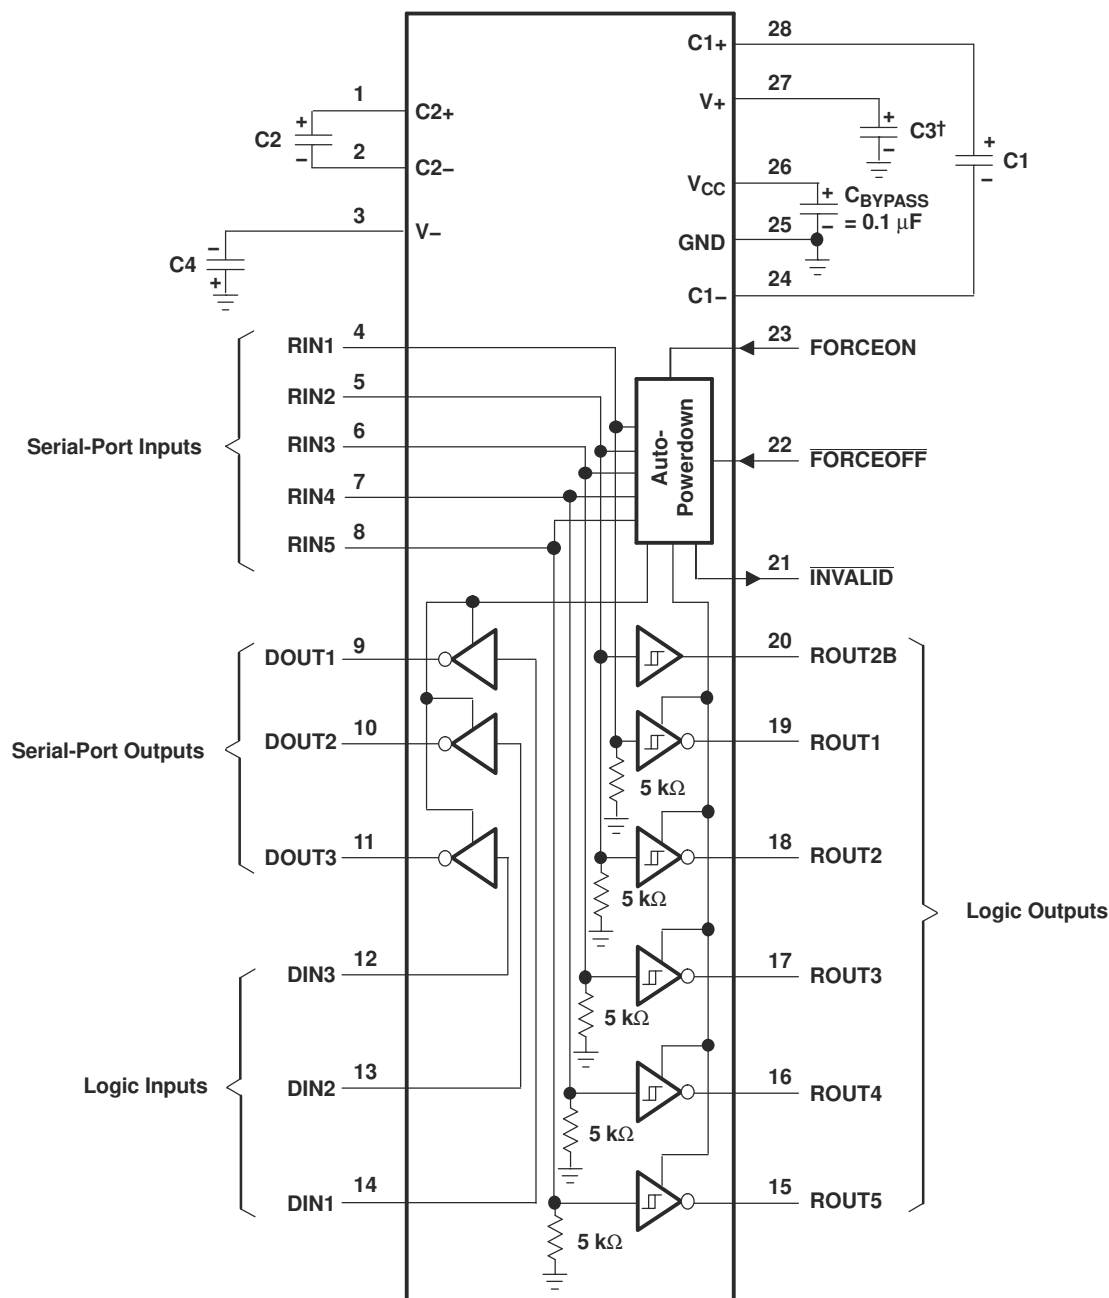 28
C1+
27
V+
C3†
1
C2+
+
C2
–
2
C2–
+
–
+
C1
–
26
VCC
+
CBYPASS
= 0.1 μF
–
25
GND
3
V–
–
C4
+
24
C1–
4
RIN1
23
FORCEON
5
RIN2
6
RIN3
Serial-Port Inputs
Auto-
Powerdown
22
FORCEOFF
7
RIN4
8
RIN5
21
INVALID
9
DOUT1
20
ROUT2B
10
DOUT2
Serial-Port Outputs
19
ROUT1
5 kΩ
11
DOUT3
18
ROUT2
5 kΩ
Logic Outputs
12
DIN3
17
ROUT3
5 kΩ
13
DIN2
Logic Inputs
16
ROUT4
5 kΩ
14
DIN1
15
ROUT5
5 kΩ